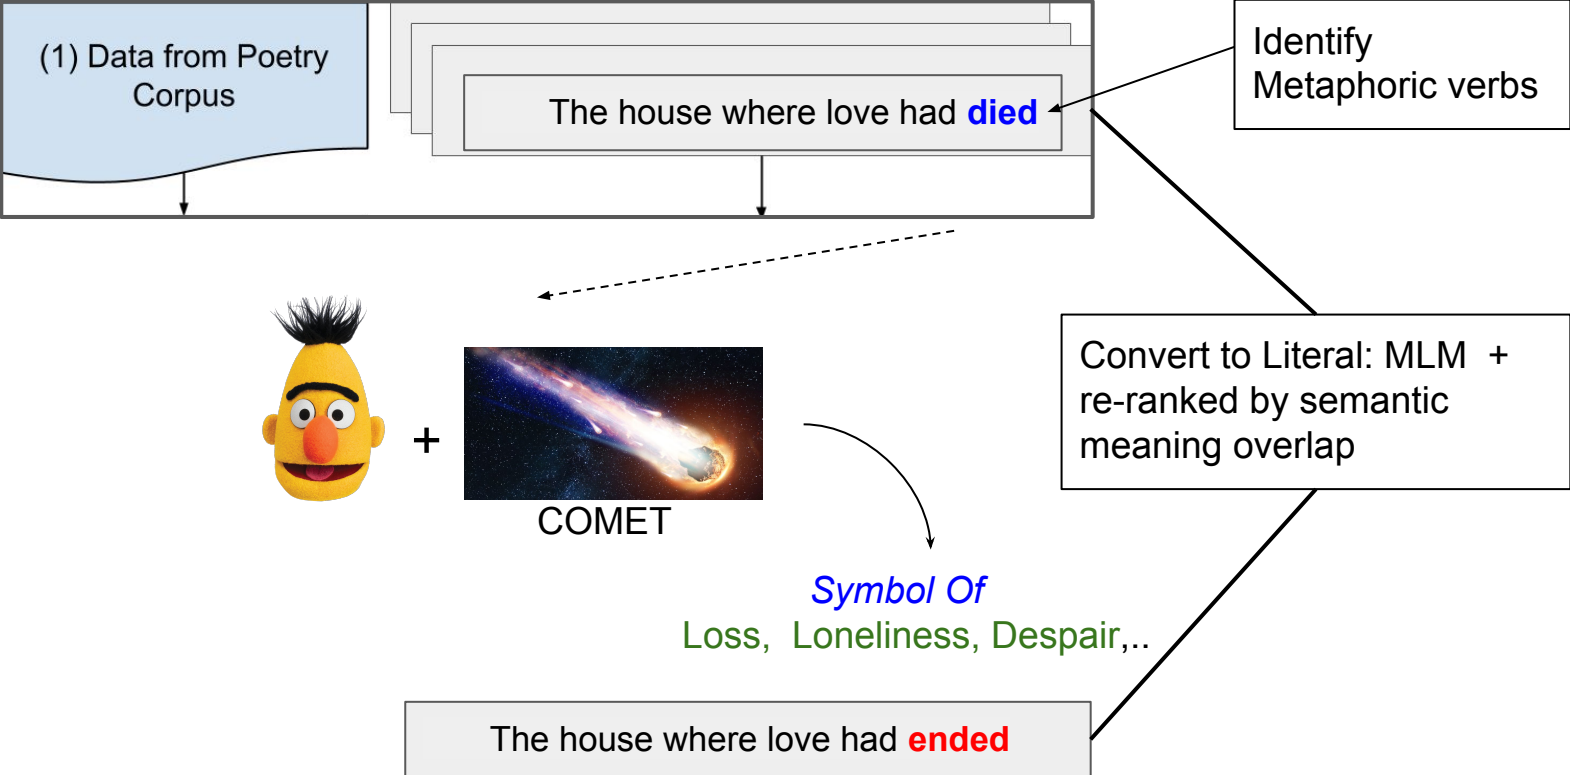 (1) Data from Poetry
Corpus
The house where love had died
Identify
Metaphoric verbs
Convert to Literal: MLM +
re-ranked by semantic
meaning overlap
+
COMET
Symbol Of
Loss, Loneliness, Despair,..
The house where love had ended